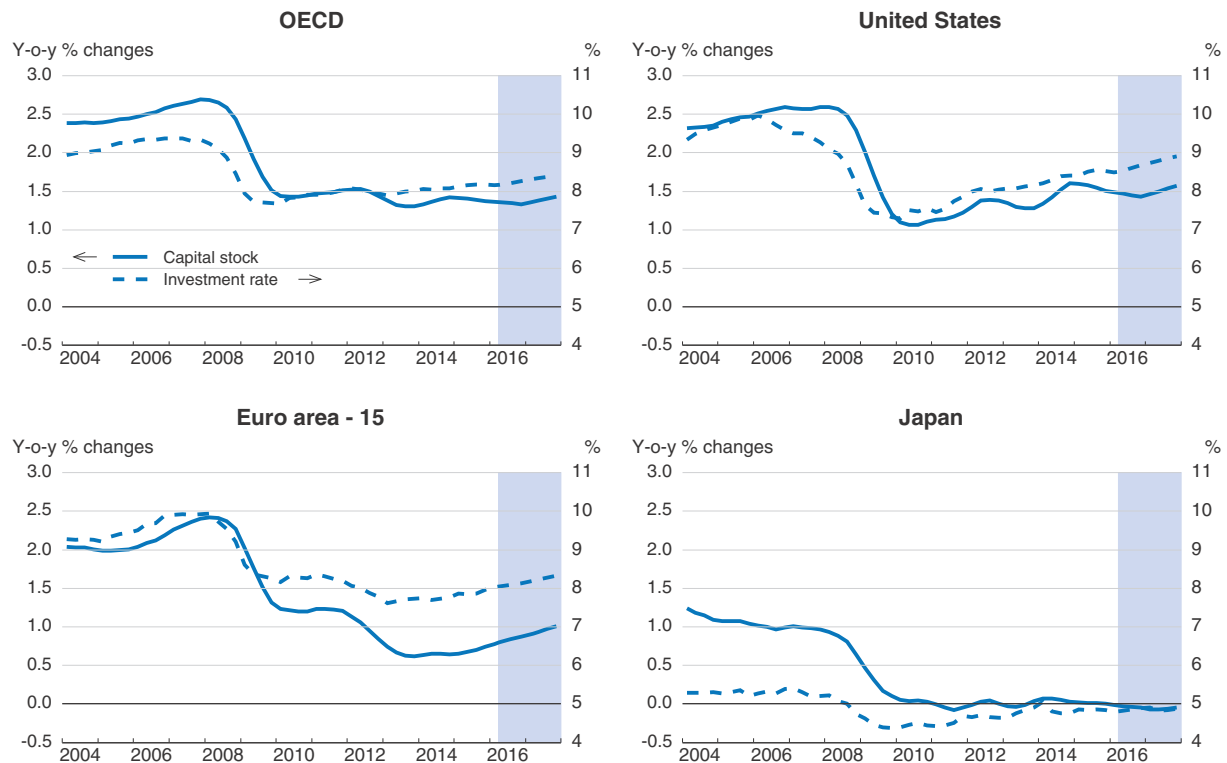 OECD
Y-o-y % changes %
3.0 11
2.5 10
2.0 9
1.5 8
1.0 7
0.5 6
0.0 5
-0.5 4
Capital stock
Investment rate
2004 2006 2008 2010 2012 2014 2016
United States
Y-o-y % changes %
3.0 11
2.5 10
2.0 9
1.5 8
1.0 7
0.5 6
0.0 5
-0.5 4
2004 2006 2008 2010 2012 2014 2016
Euro area - 15
Y-o-y % changes %
3.0 11
2.5 10
2.0 9
1.5 8
1.0 7
0.5 6
0.0 5
-0.5 4
2004 2006 2008 2010 2012 2014 2016
Japan
Y-o-y % changes %
3.0 11
2.5 10
2.0 9
1.5 8
1.0 7
0.5 6
0.0 5
-0.5 4
2004 2006 2008 2010 2012 2014 2016